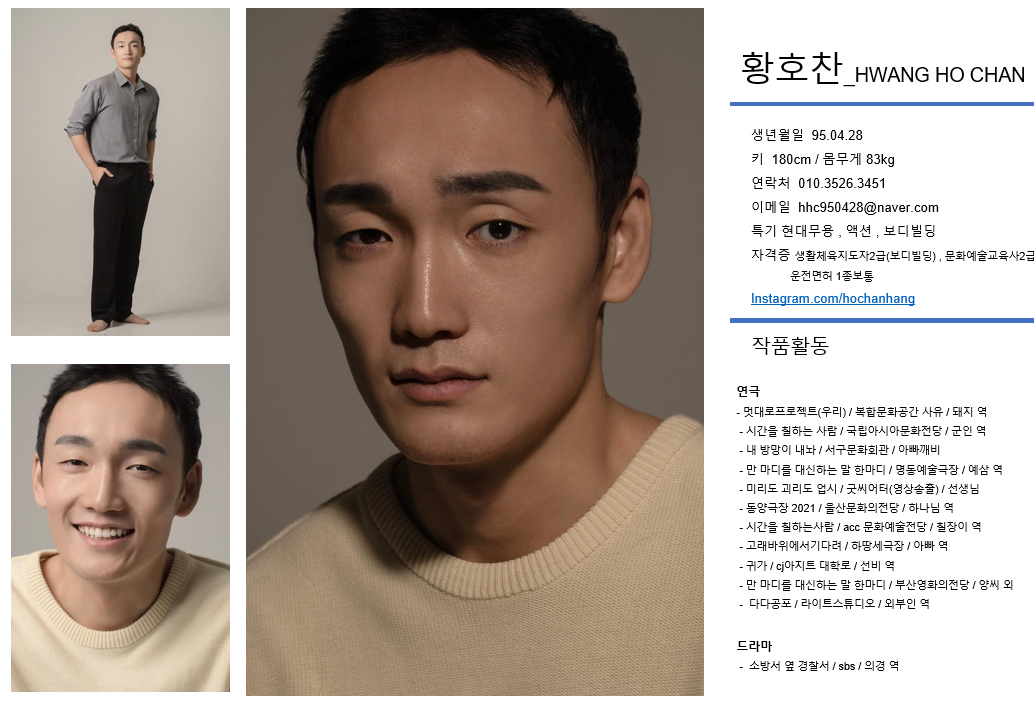 황호찬_HWANG HO CHAN
생년월일 95.04.28
키 180cm / 몸무게 83kg
연락처 010.3526.3451
이메일 hhc950428@naver.com
특기 현대무용 , 액션 , 보디빌딩
자격증 생활체육지도자2급(보디빌딩) , 문화예술교육사2급
운전면허 1종보통
Instagram.com/hochanhang
작품활동
연극
- 멋대로프로젝트(우리) / 복합문화공간 사유 / 돼지 역
- 시간을 칠하는 사람 / 국립아시아문화전당 / 군인 역
- 내 방망이 내놔 / 서구문화회관 / 아빠깨비
- 만 마디를 대신하는 말 한마디 / 명동예술극장 / 예삼 역
- 미리도 괴리도 업시 / 굿씨어터(영상송출) / 선생님
- 동양극장 2021 / 울산문화의전당 / 하나님 역
- 시간을 칠하는사람 / acc 문화예술전당 / 칠장이 역
- 고래바위에서기다려 / 하땅세극장 / 아빠 역
- 귀가 / cj아지트 대학로 / 선비 역
- 만 마디를 대신하는 말 한마디 / 부산영화의전당 / 양씨 외
- 다다공포 / 라이트스튜디오 / 외부인 역
드라마
- 소방서 옆 경찰서 / sbs / 의경 역